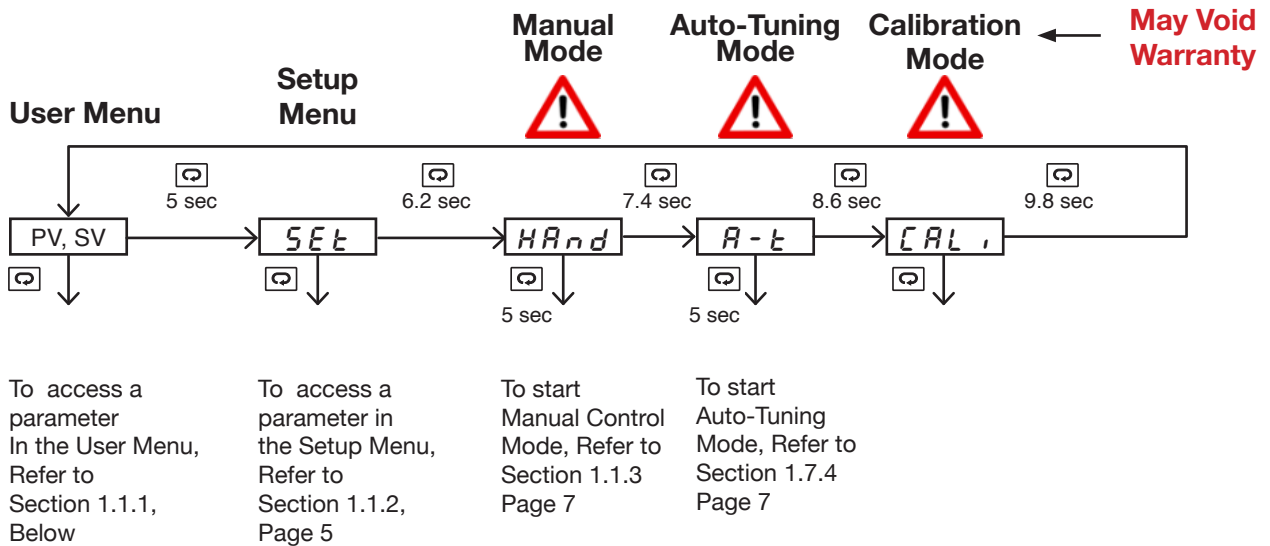 Manual
Mode
Auto-Tuning
Mode
Calibration
Mode
May Void
Warranty
User Menu
Setup
Menu
5 sec
6.2 sec
7.4 sec
8.6 sec
9.8 sec
PV, SV
SEt
HAnd
A-t
CALi
5 sec
5 sec
To access a
parameter
In the User Menu,
Refer to
Section 1.1.1,
Below
To access a
parameter in
the Setup Menu,
Refer to
Section 1.1.2,
Page 5
To start
Manual Control
Mode, Refer to
Section 1.1.3
Page 7
To start
Auto-Tuning
Mode, Refer to
Section 1.7.4
Page 7